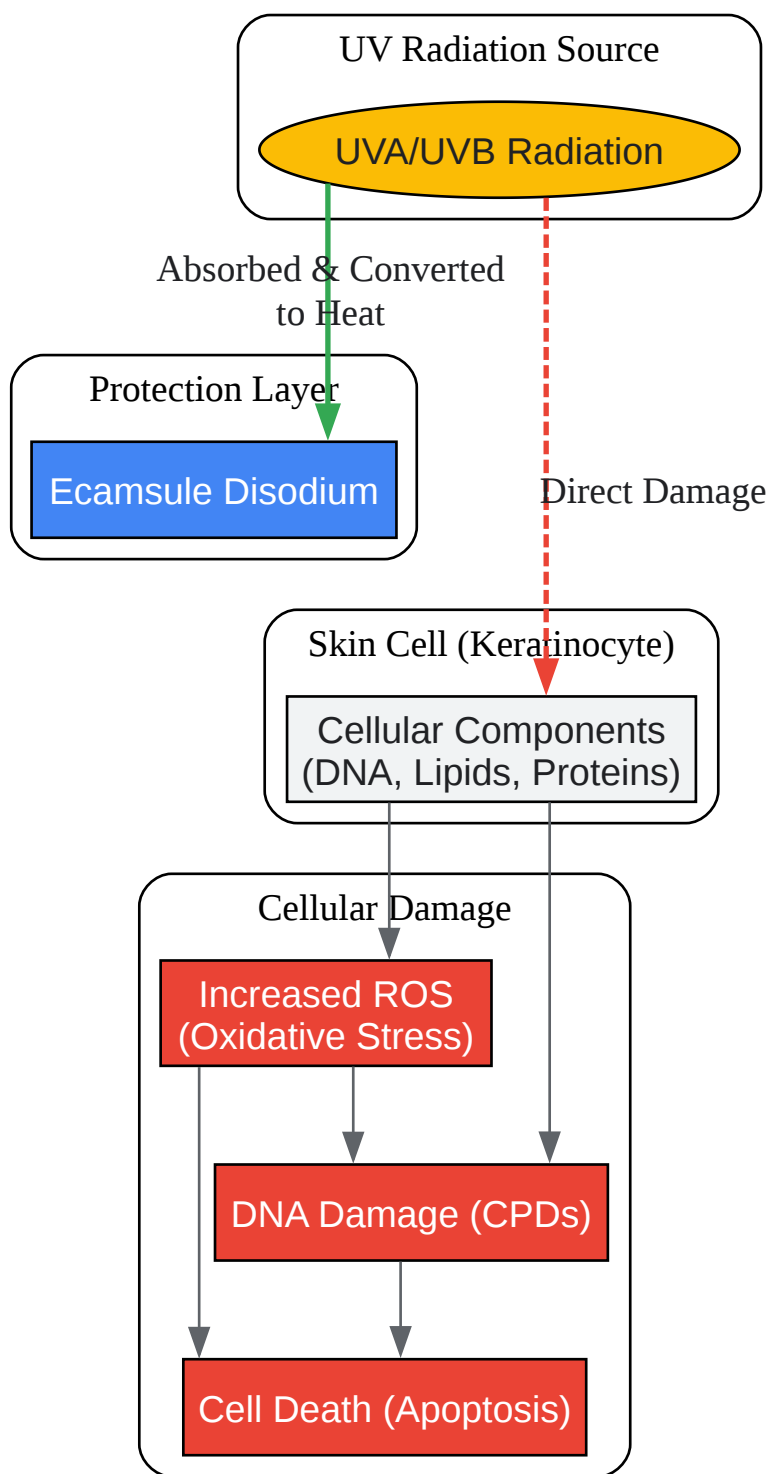 UV Radiation Source
UVA/UVB Radiation
Absorbed & Converted
to Heat
Protection Layer
Ecamsule Disodium
Direct Damage
Skin Cell (Keratinocyte)
Cellular Components
(DNA, Lipids, Proteins)
Cellular Damage
Increased ROS
(Oxidative Stress)
DNA Damage (CPDs)
Cell Death (Apoptosis)